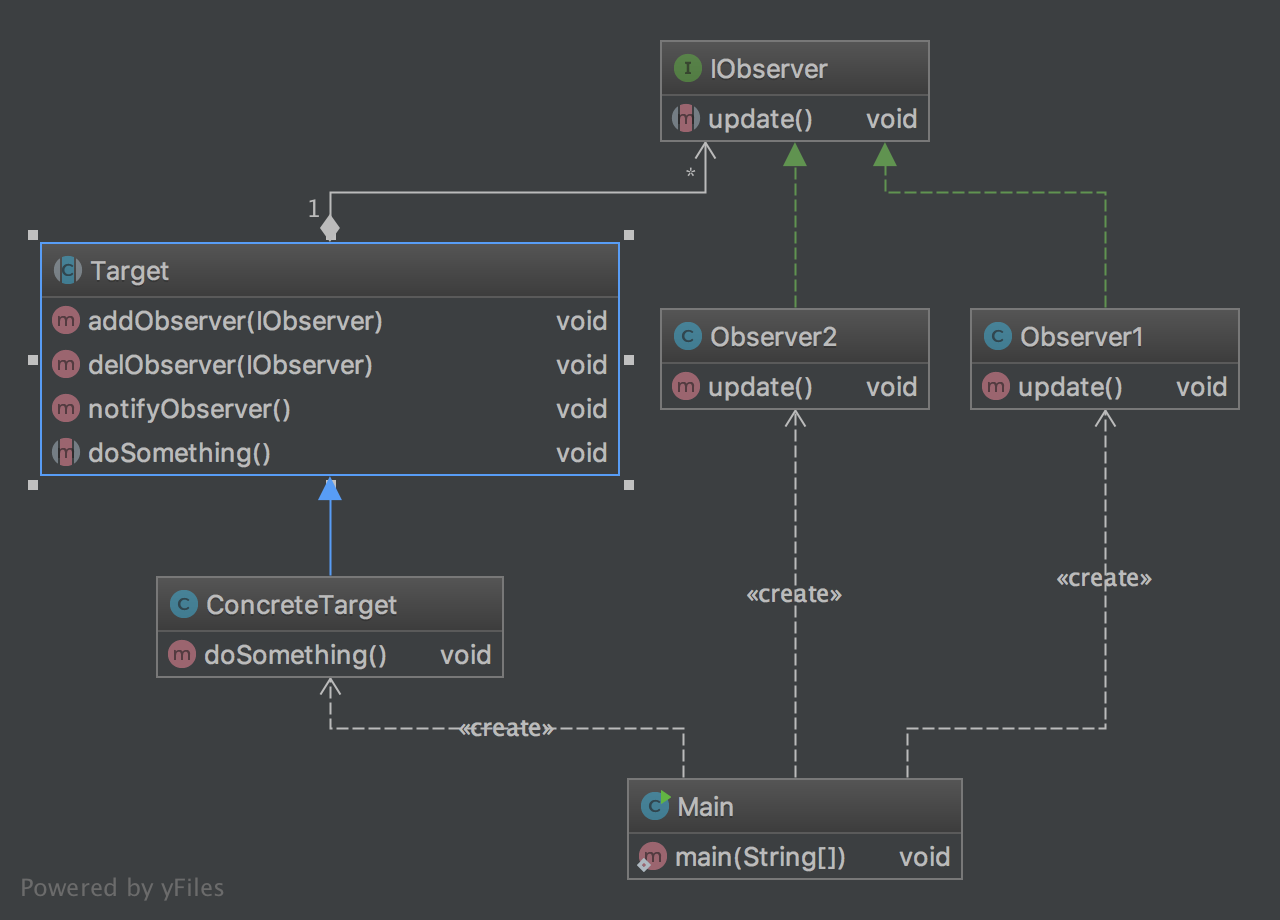 I IObserver
m update() void
*
1
C Target
m addObserver(IObserver) void
m delObserver(IObserver) void
m notifyObserver() void
m doSomething() void
C Observer2
m update() void
C Observer1
m update() void
«create»
«create»
C ConcreteTarget
m doSomething() void
«create»
C Main
m main(String[]) void
Powered by yFiles